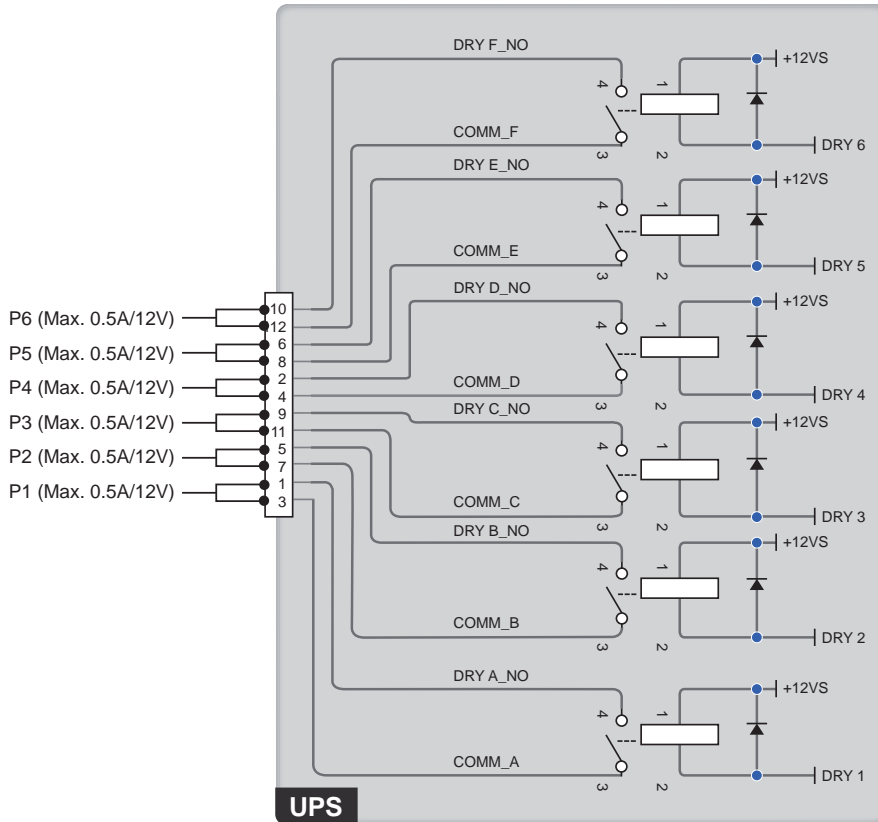 DRY F_NO
+12VS
4
1
COMM_F
3
2
DRY 6
DRY E_NO
+12VS
4
1
COMM_E
3
2
DRY 5
DRY D_NO
+12VS
4
1
COMM_D
3
2
DRY 4
DRY C_NO
+12VS
4
1
COMM_C
3
2
DRY 3
DRY B_NO
+12VS
4
1
COMM_B
3
2
DRY 2
DRY A_NO
+12VS
4
1
COMM_A
3
2
DRY 1
P6 (Max. 0.5A/12V)
P5 (Max. 0.5A/12V)
P4 (Max. 0.5A/12V)
P3 (Max. 0.5A/12V)
P2 (Max. 0.5A/12V)
P1 (Max. 0.5A/12V)
10
12
6
8
2
4
9
11
5
7
1
3
UPS